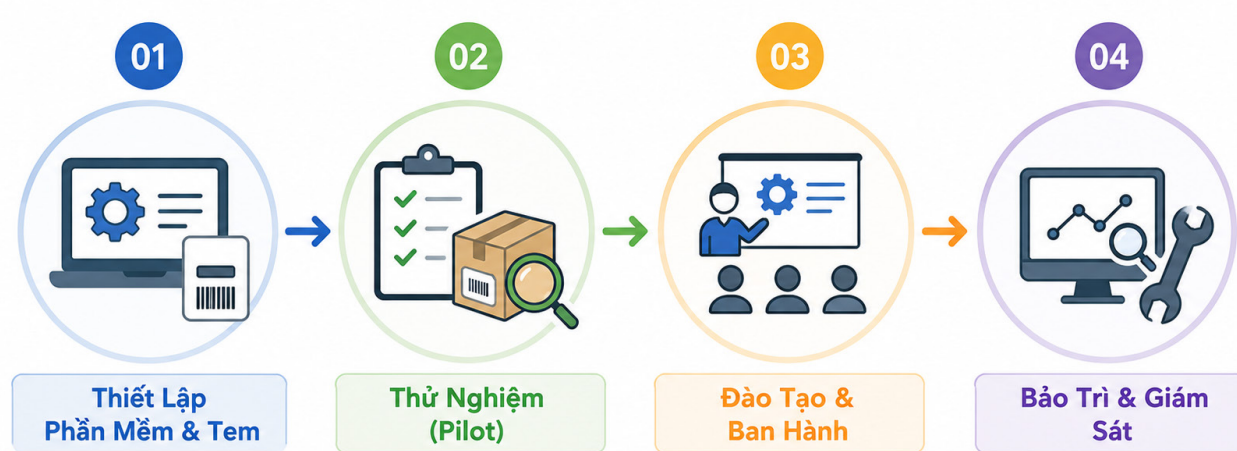 01
02
03
04
Thiết Lập
Phần Mềm & Tem
Thử Nghiệm
(Pilot)
Đào Tạo &
Ban Hành
Bảo Trì & Giám
Sát